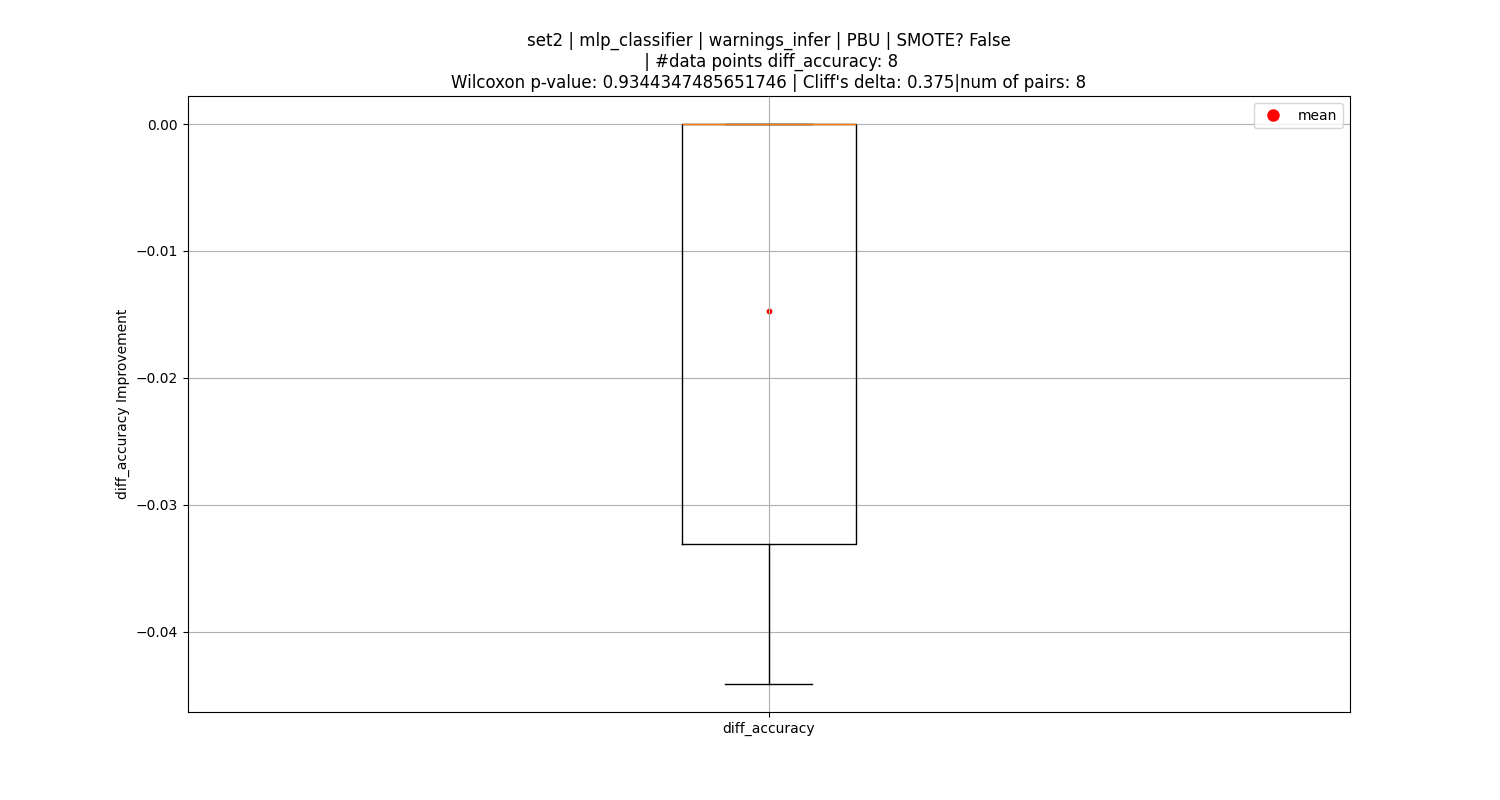 set2 | mlp_classifier | warnings_infer | PBU | SMOTE? False
| #data points diff_accuracy: 8
Wilcoxon p-value: 0.9344347485651746 | Cliff's delta: 0.375|num of pairs: 8
mean
0.00
−0.01
−0.02
−0.03
−0.04
diff_accuracy Improvement
diff_accuracy